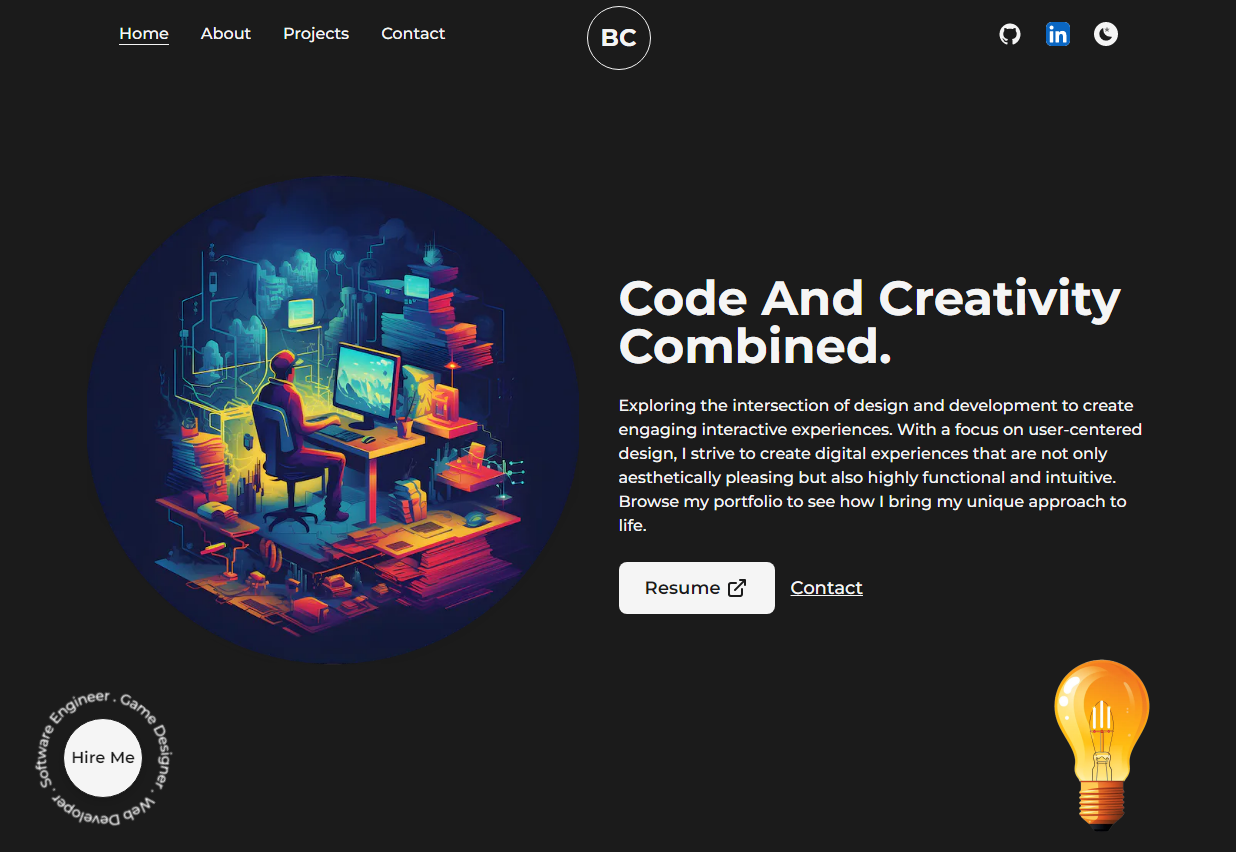 Home About Projects Contact
BC
in
Code And Creativity
Combined.
Exploring the intersection of design and development to create
engaging interactive experiences. With a focus on user-centered
design, I strive to create digital experiences that are not only
aesthetically pleasing but also highly functional and intuitive.
Browse my portfolio to see how I bring my unique approach to
life.
Resume
Contact
Software Engineer . Game Designer . Web Developer .
Hire Me